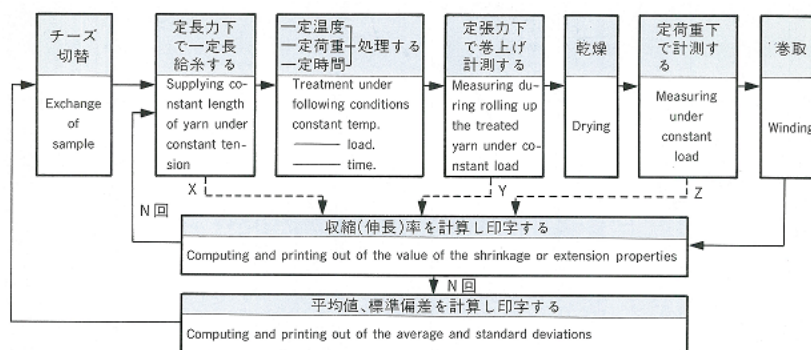 チーズ
切替
Exchange
of
sample
定長力下
で一定長
給糸する
Supplying co-
nstant length
of yarn under
constant ten-
sion
一定温度
一定荷重 処理する
一定時間
Treatment under
following conditions
constant temp.
load.
time.
定張力下
で巻上げ
計測する
Measuring du-
ring rolling up
the treated
yarn under co-
nstant load
乾燥
Drying
定荷重下
で計測す
る
Measuring
under
constant
load
巻取
Winding
X
Y
Z
N回
収縮(伸長)率を計算し印字する
Computing and printing out of the value of the shrinkage or extension properties
N回
平均値、標準偏差を計算し印字する
Computing and printing out of the average and standard deviations